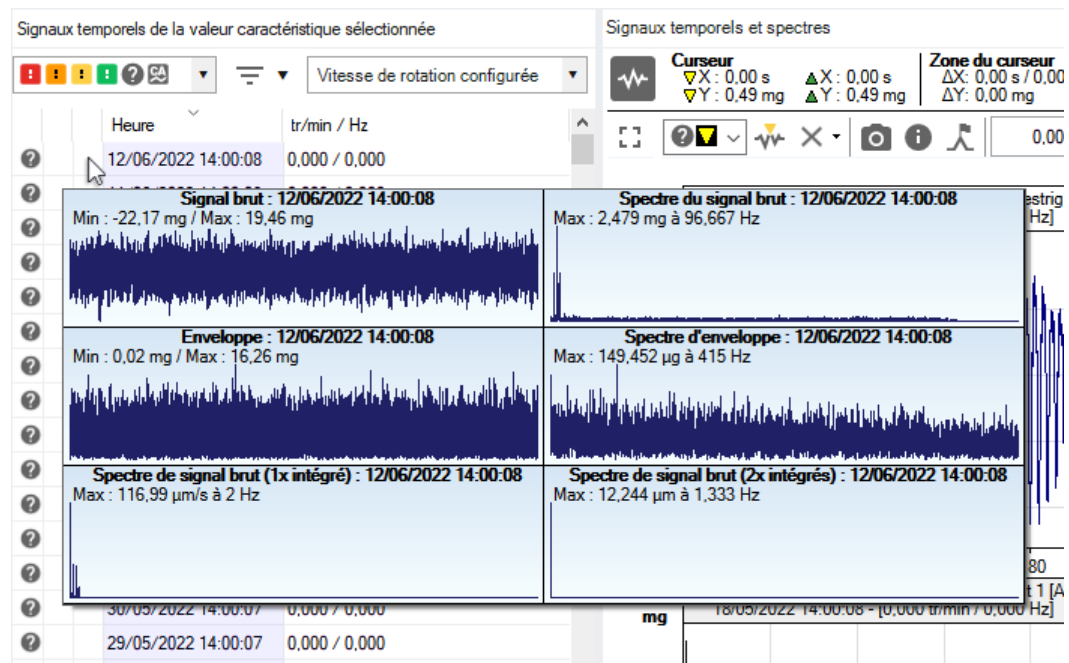 Signaux temporels de la valeur caractéristique sélectionnée
Signaux temporels et spectres
CA
Vitesse de rotation configurée
Curseur
X : 0,00 s
X : 0,00 s
Y : 0,49 mg
Y : 0,49 mg
Zone du curseur
ΔX: 0,00 s / 0,00
ΔY: 0,00 mg
0,00
Heure
tr/min / Hz
12/06/2022 14:00:08
0,000 / 0,000
Signal brut : 12/06/2022 14:00:08
Min : -22,17 mg / Max : 19,46 mg
Spectre du signal brut : 12/06/2022 14:00:08
Max : 2,479 mg à 96,667 Hz
estrig
Hz]
Enveloppe : 12/06/2022 14:00:08
Min : 0,02 mg / Max : 16,26 mg
Spectre d'enveloppe : 12/06/2022 14:00:08
Max : 149,452 µg à 415 Hz
Spectre de signal brut (1x intégré) : 12/06/2022 14:00:08
Max : 116,99 µm/s à 2 Hz
Spectre de signal brut (2x intégrés) : 12/06/2022 14:00:08
Max : 12,244 µm à 1,333 Hz
80
t 1 [A
30/05/2022 14:00:07
0,000 / 0,000
mg
18/05/2022 14:00:08 - [0,000 tr/min / 0,000 Hz]
29/05/2022 14:00:07
0,000 / 0,000